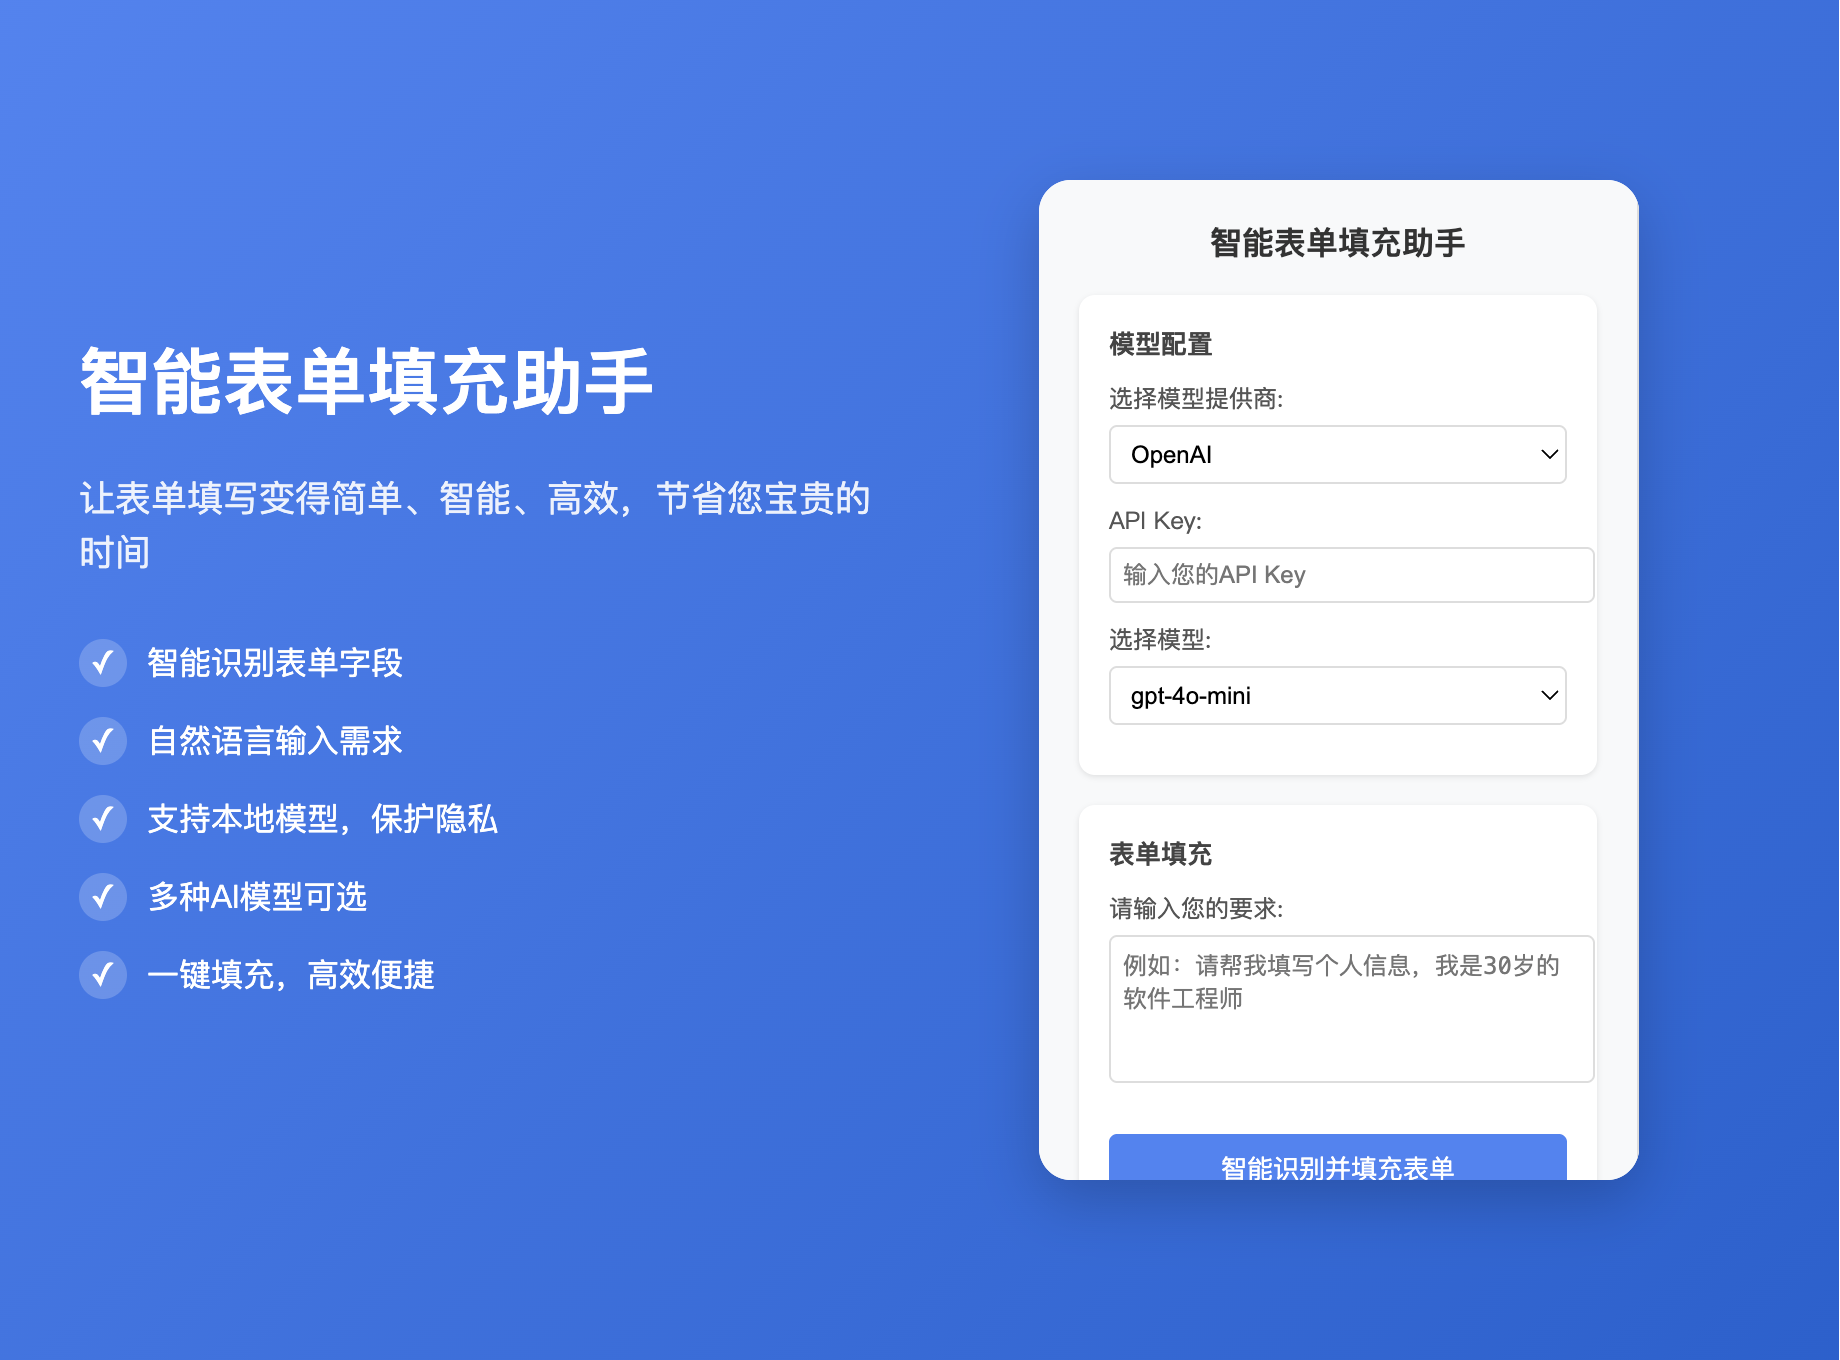 智能表单填充助手
让表单填写变得简单、智能、高效，节省您宝贵的
时间
智能识别表单字段
自然语言输入需求
支持本地模型，保护隐私
多种AI模型可选
一键填充，高效便捷
智能表单填充助手
模型配置
选择模型提供商:
OpenAI
API Key:
输入您的API Key
选择模型:
gpt-4o-mini
表单填充
请输入您的要求:
例如：请帮我填写个人信息，我是30岁的
软件工程师
智能识别并填充表单